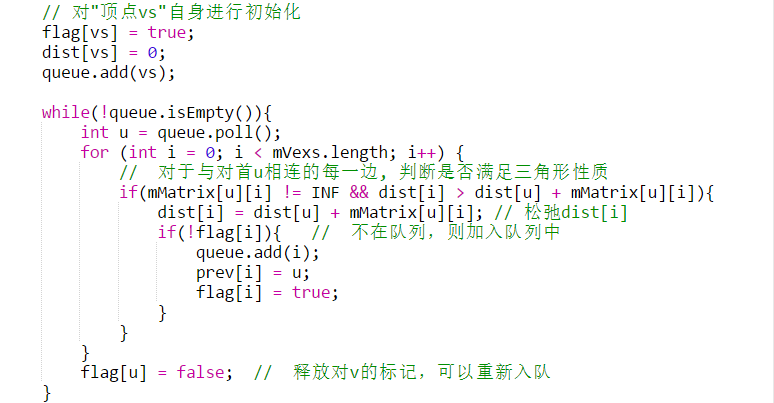 // 对"顶点vs"自身进行初始化
flag[vs] = true;
dist[vs] = 0;
queue.add(vs);
while(!queue.isEmpty()){
int u = queue.poll();
for (int i = 0; i < mVexs.length; i++) {
// 对于与对首u相连的每一边, 判断是否满足三角形性质
if(mMatrix[u][i] != INF && dist[i] > dist[u] + mMatrix[u][i]){
dist[i] = dist[u] + mMatrix[u][i]; // 松弛dist[i]
if(!flag[i]){ // 不在队列，则加入队列中
queue.add(i);
prev[i] = u;
flag[i] = true;
}
}
}
flag[u] = false; // 释放对v的标记，可以重新入队
}